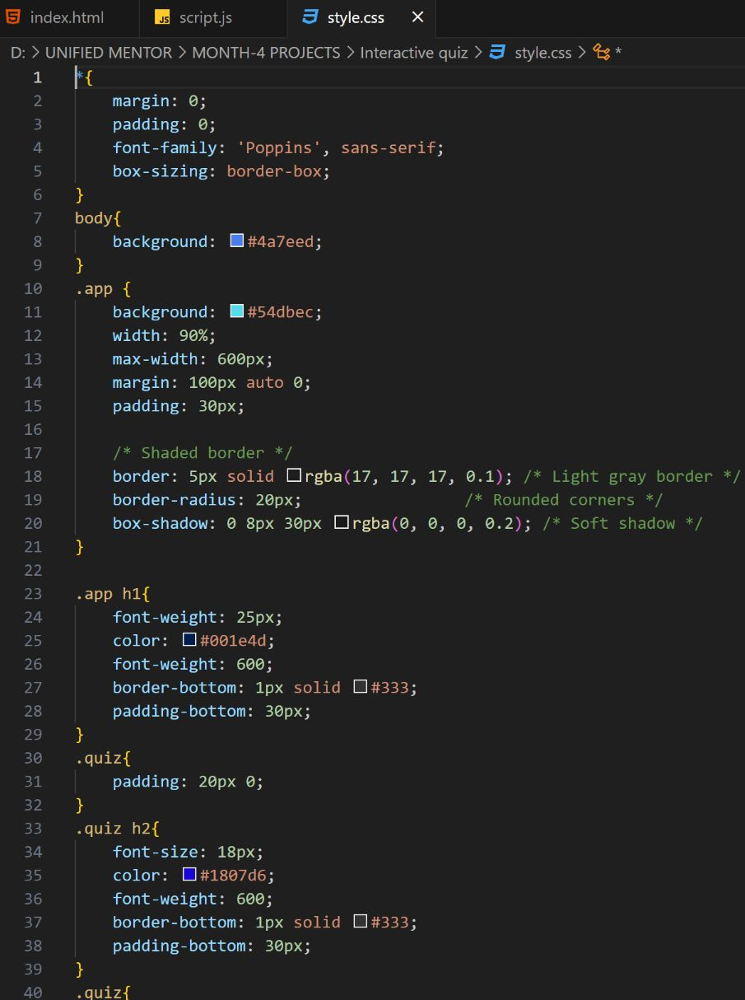 index.html JS script.js style.css ×
D: > UNIFIED MENTOR > MONTH-4 PROJECTS > Interactive quiz > style.css > *
1 *{
2 margin: 0;
3 padding: 0;
4 font-family: 'Poppins', sans-serif;
5 box-sizing: border-box;
6 }
7 body{
8 background: #4a7eed;
9 }
10 .app {
11 background: #54dbec;
12 width: 90%;
13 max-width: 600px;
14 margin: 100px auto 0;
15 padding: 30px;
16
17 /* Shaded border */
18 border: 5px solid rgba(17, 17, 17, 0.1); /* Light gray border */
19 border-radius: 20px; /* Rounded corners */
20 box-shadow: 0 8px 30px rgba(0, 0, 0, 0.2); /* Soft shadow */
21 }
22
23 .app h1{
24 font-weight: 25px;
25 color: #001e4d;
26 font-weight: 600;
27 border-bottom: 1px solid #333;
28 padding-bottom: 30px;
29 }
30 .quiz{
31 padding: 20px 0;
32 }
33 .quiz h2{
34 font-size: 18px;
35 color: #1807d6;
36 font-weight: 600;
37 border-bottom: 1px solid #333;
38 padding-bottom: 30px;
39 }
40 .quiz{